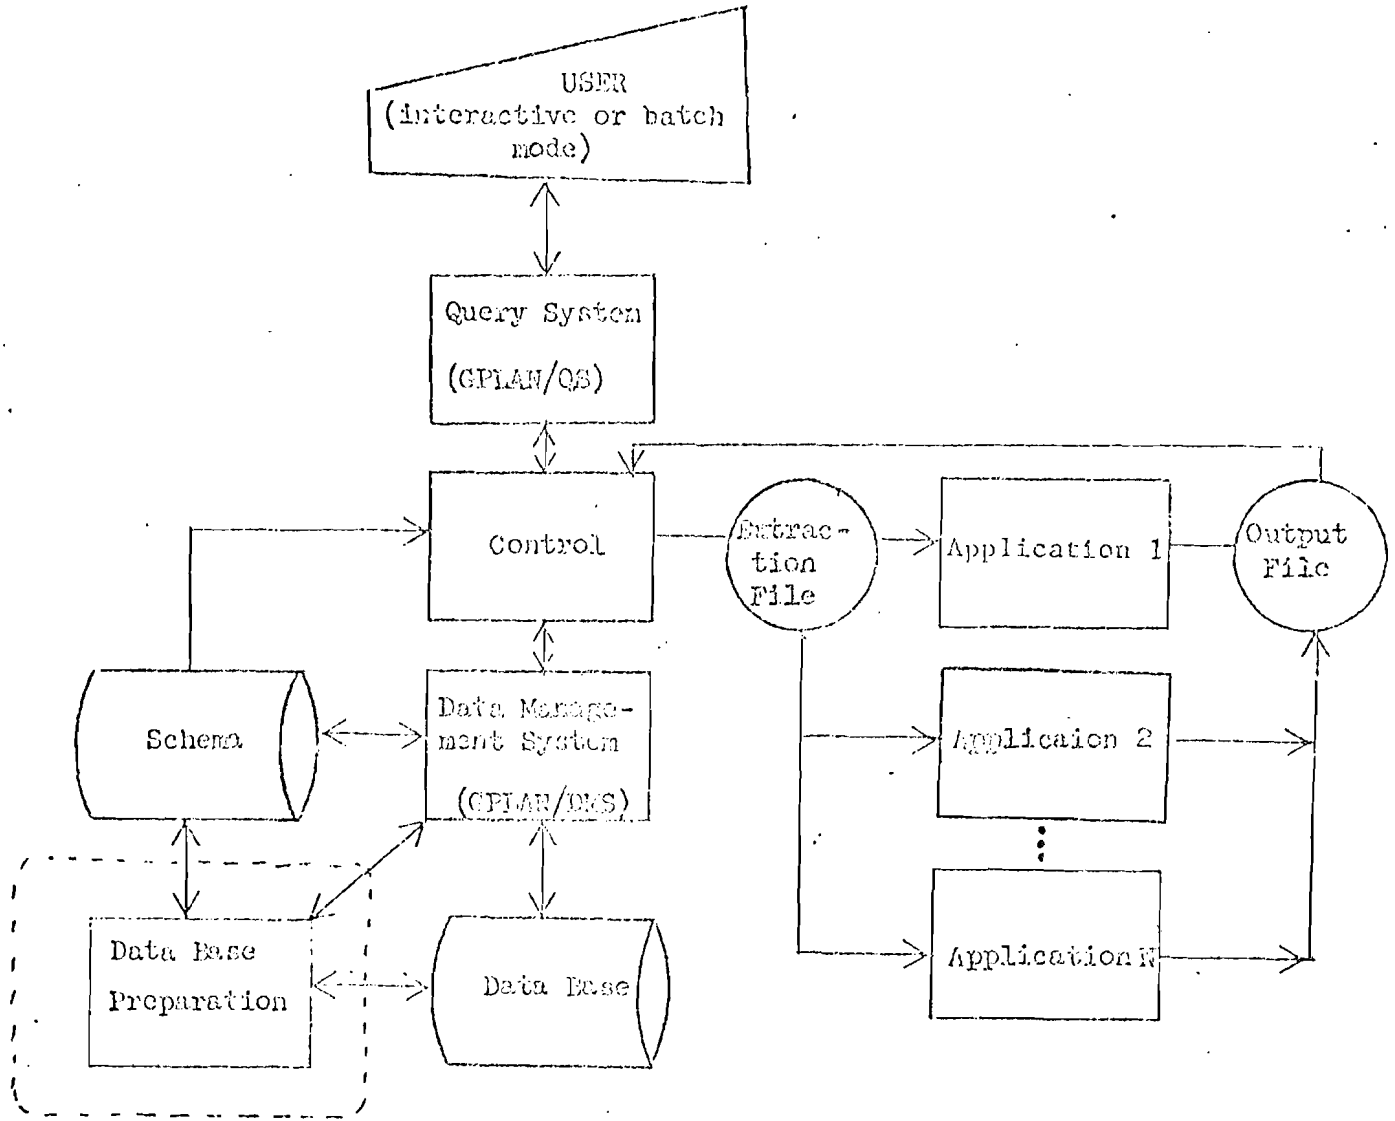 USER
(interactive or batch
mode)
Query System
(GPLAN/QS)
Control
Extrac-
tion
File
Application 1
Output
File
Schema
Data Manage-
ment System
(GPLAN/DMS)
Applicaion 2
Data Base
Preparation
Data Base
Application N